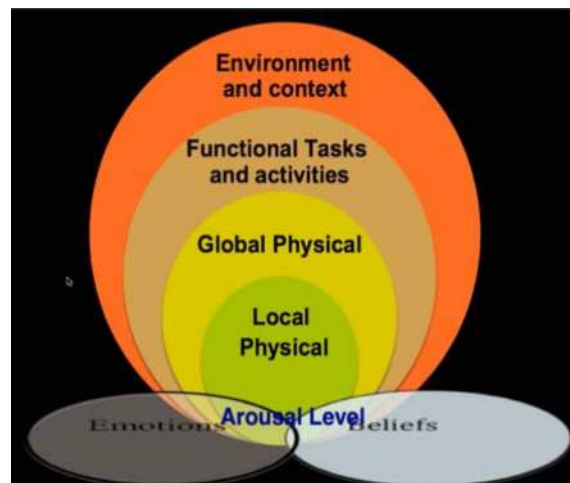 Environment
and context
Functional Tasks
and activities
Global Physical
Local
Physical
Arousal Level
Emotions
Beliefs